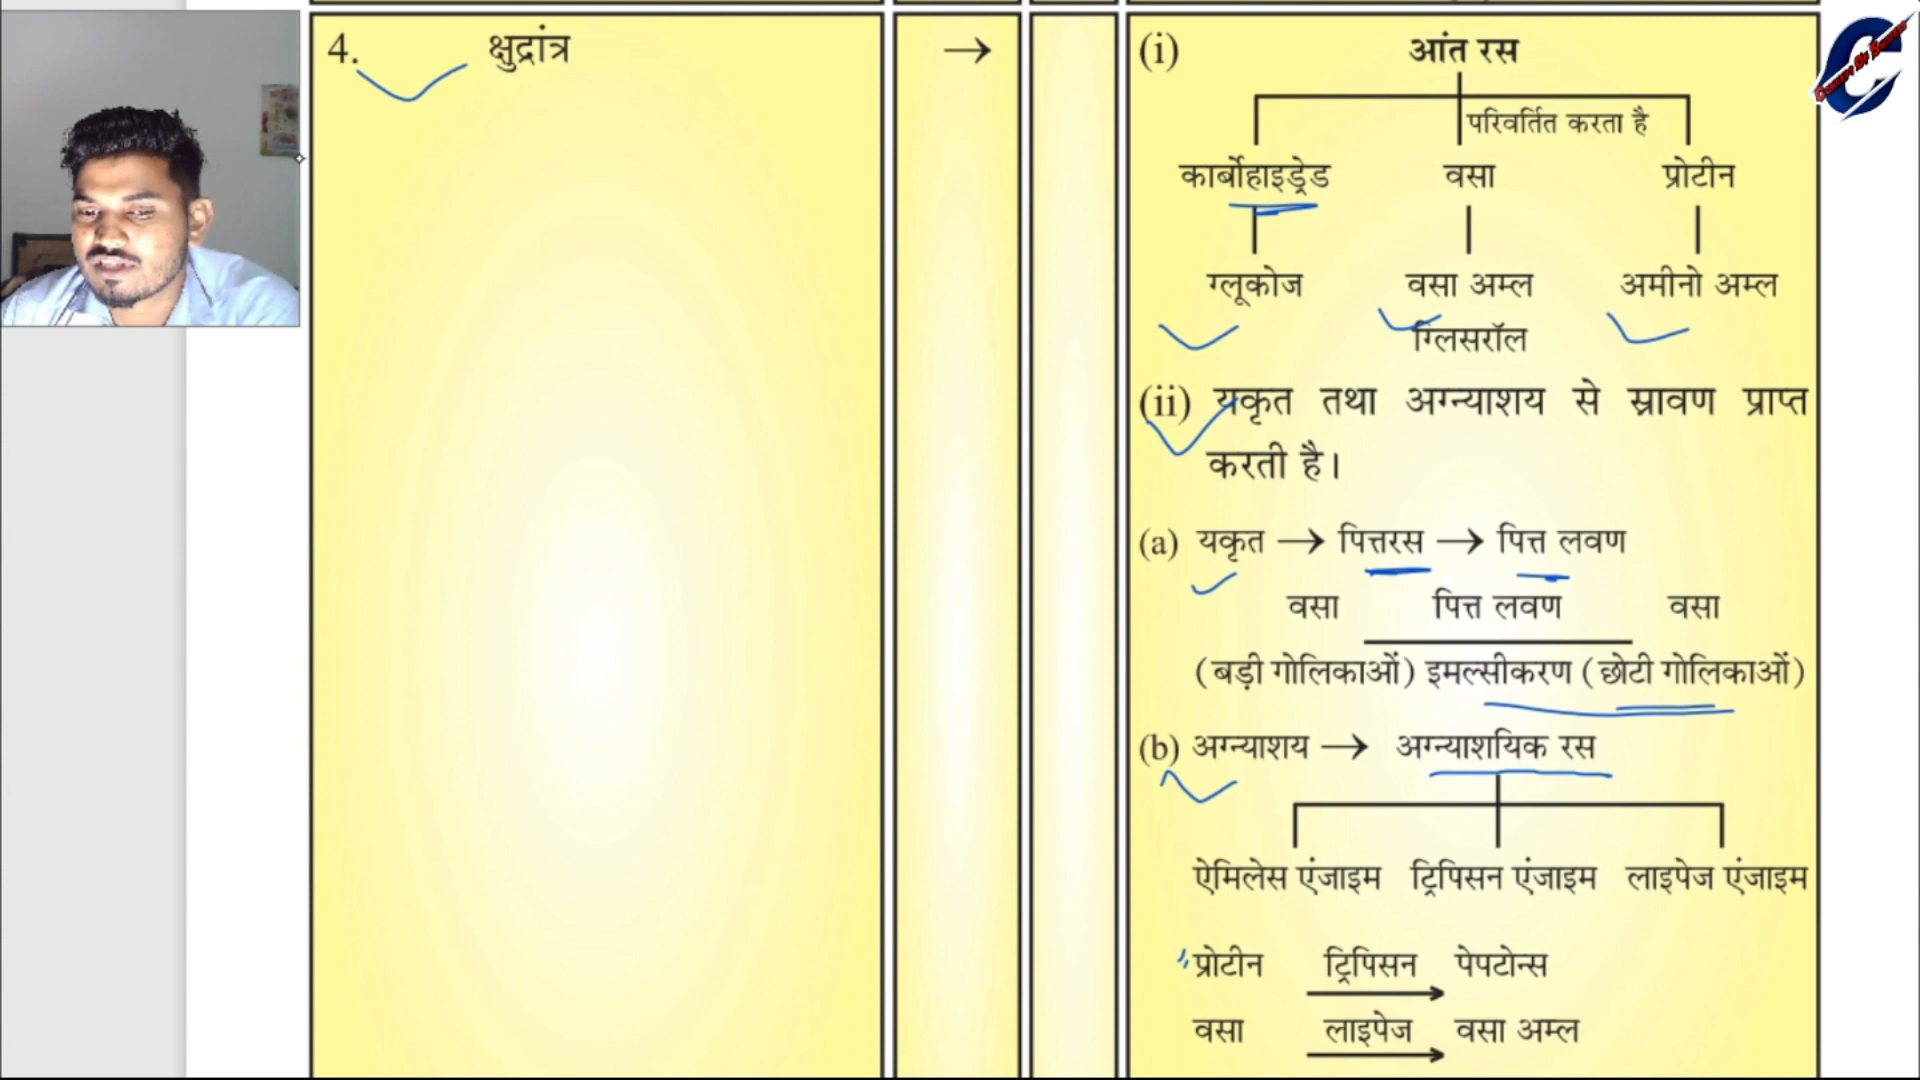 4. क्षुद्रांत्र → (i) आंत रस
परिवर्तित करता है
कार्बोहाइड्रेड वसा प्रोटीन
ग्लूकोज वसा अम्ल अमीनो अम्ल
ग्लिसरॉल
(ii) यकृत तथा अग्न्याशय से स्रावण प्राप्त
करती है।
(a) यकृत → पित्तरस → पित्त लवण
वसा पित्त लवण वसा
(बड़ी गोलिकाओं) इमल्सीकरण (छोटी गोलिकाओं)
(b) अग्न्याशय → अग्न्याशयिक रस
ऐमिलेस एंजाइम ट्रिपिसन एंजाइम लाइपेज एंजाइम
प्रोटीन ट्रिपिसन पेपटोन्स
वसा लाइपेज वसा अम्ल